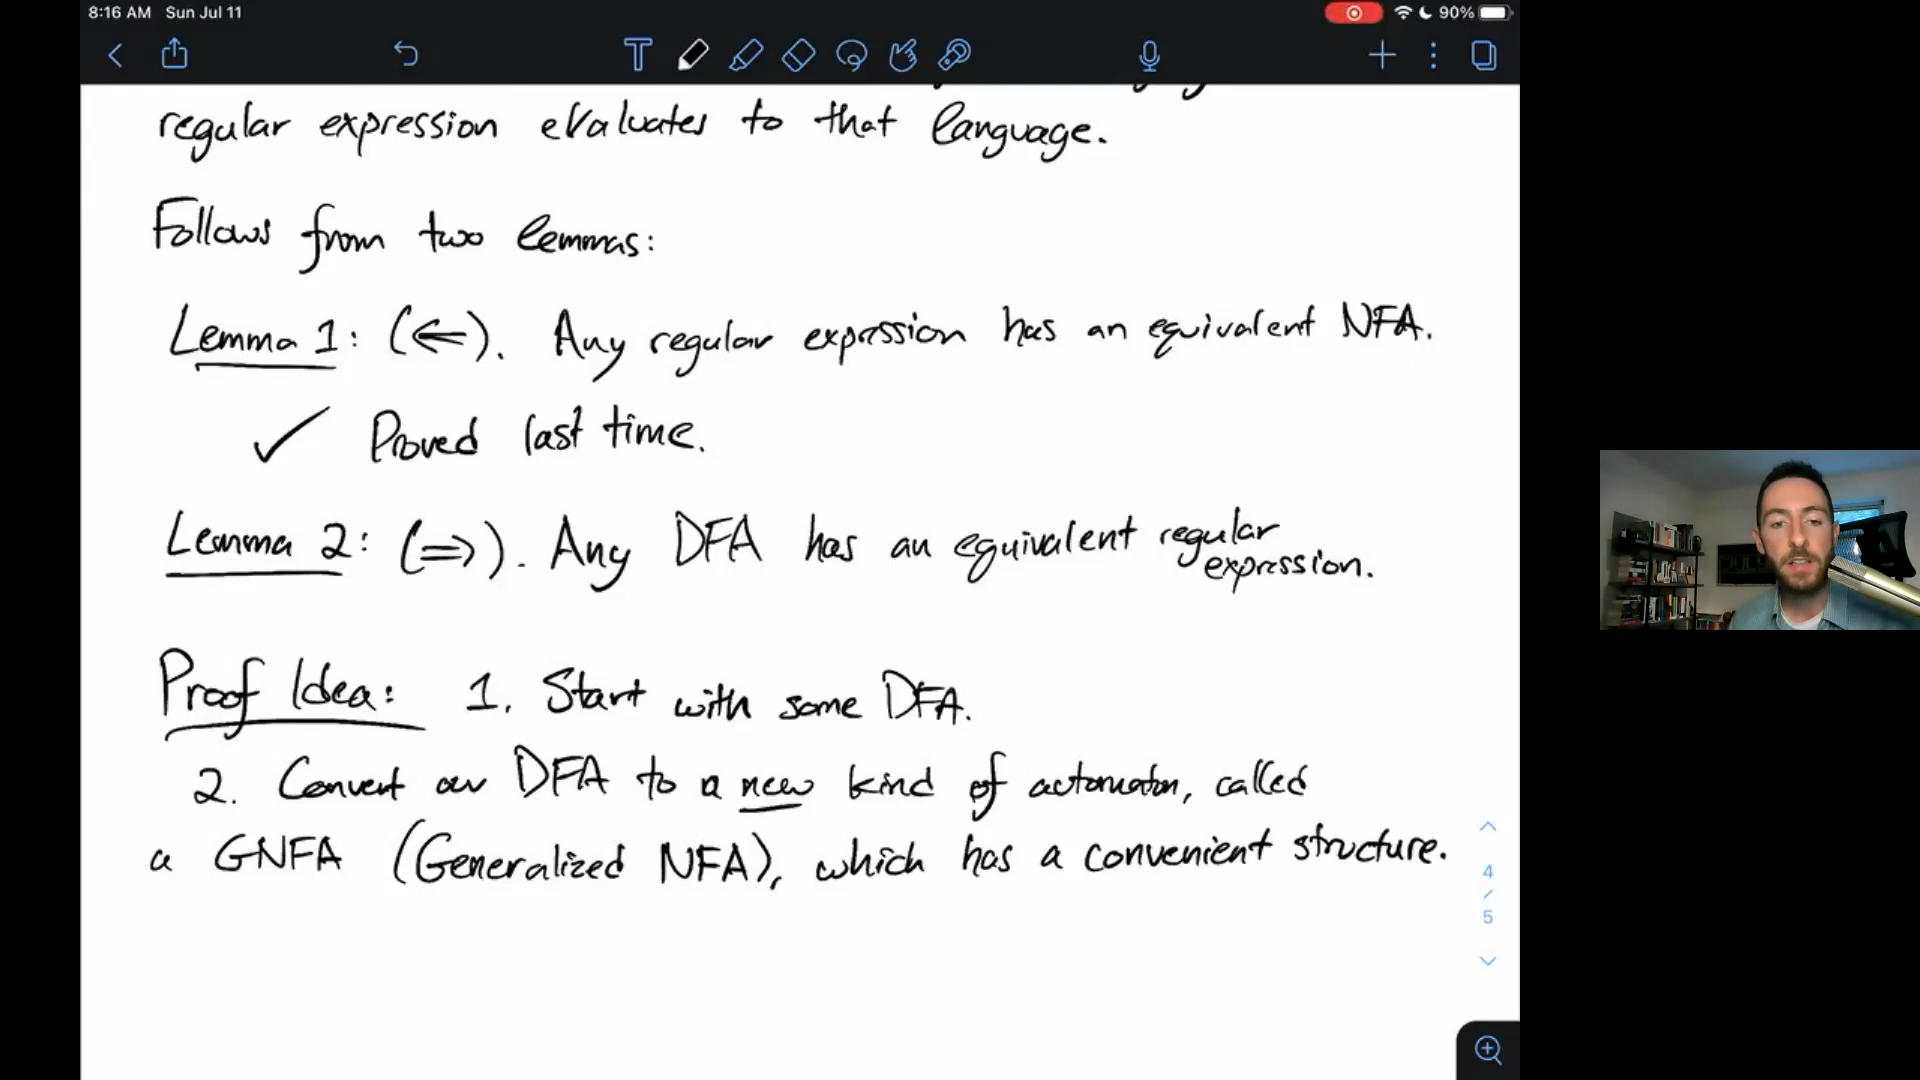 8:16 AM Sun Jul 11
90%
regular expression evaluates to that language.
Follows from two lemmas:
Lemma 1: (⇐). Any regular expression has an equivalent NFA.
✓ Proved last time.
Lemma 2: (⇒). Any DFA has an equivalent regular
expression.
Proof Idea: 1. Start with some DFA.
2. Convert our DFA to a new kind of automaton, called
a GNFA (Generalized NFA), which has a convenient structure.
4
/
5